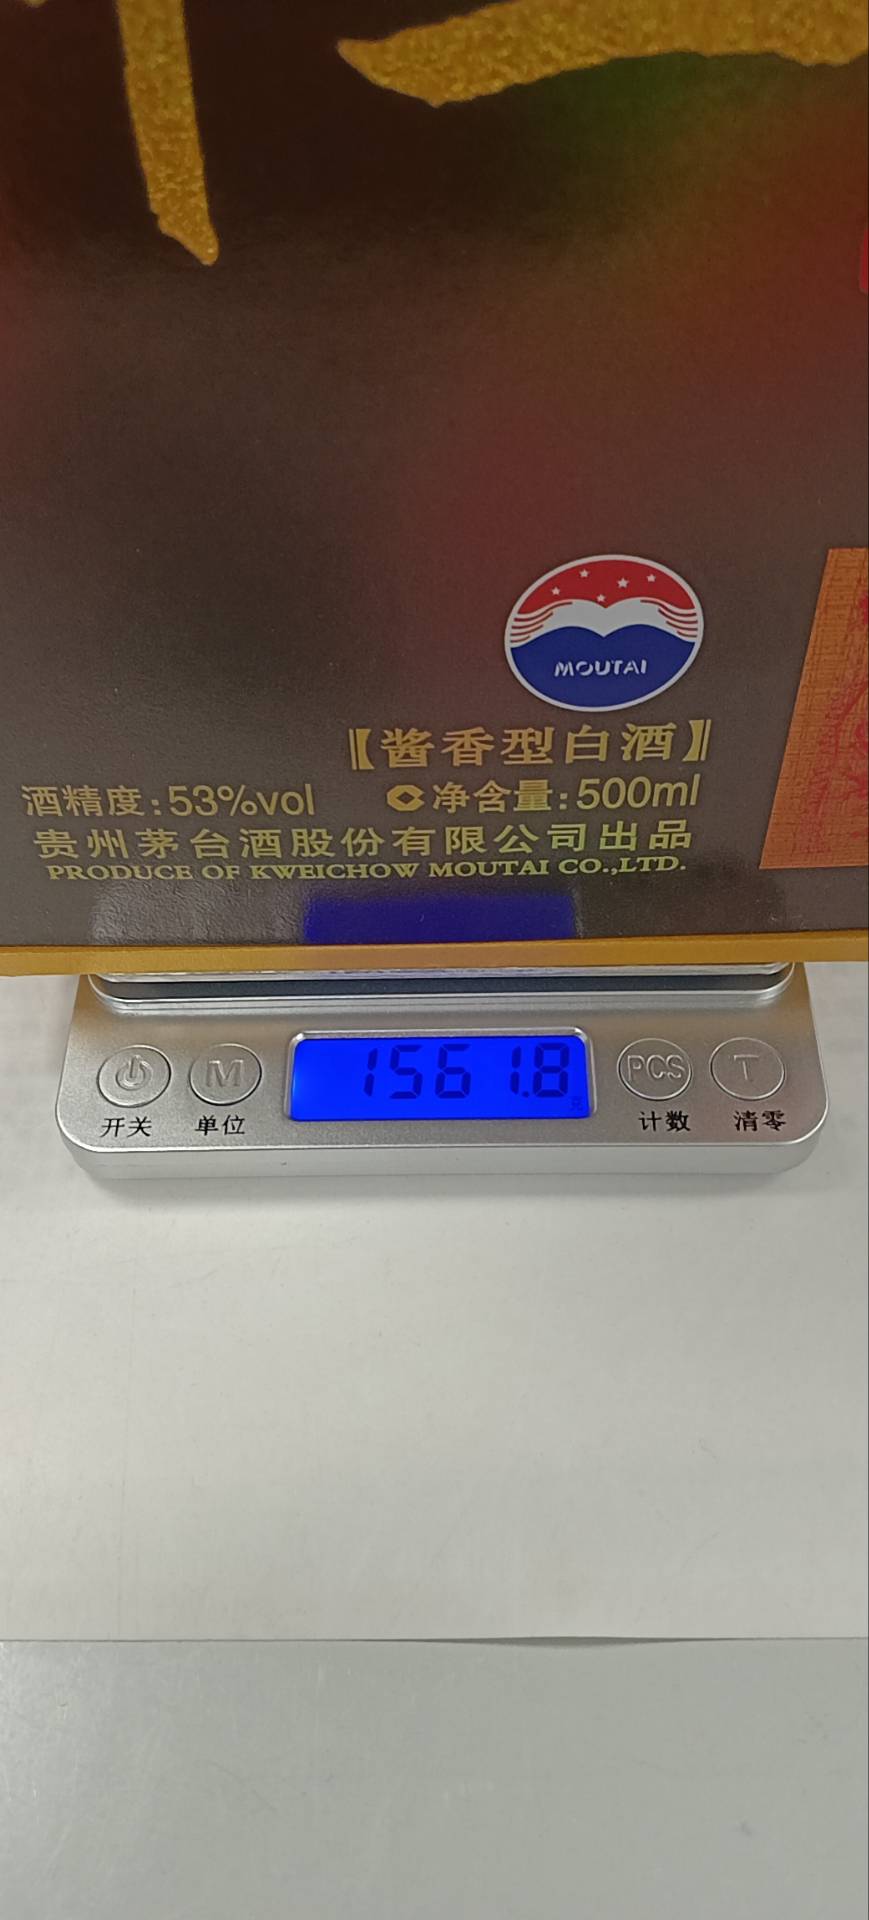 MOUTAI
【酱香型白酒】
酒精度:53%vol 净含量:500ml
贵州茅台酒股份有限公司出品
PRODUCE OF KWEICHOW MOUTAI CO.,LTD.
M 1561.8 克 PCS T
开关 单位 计数 清零